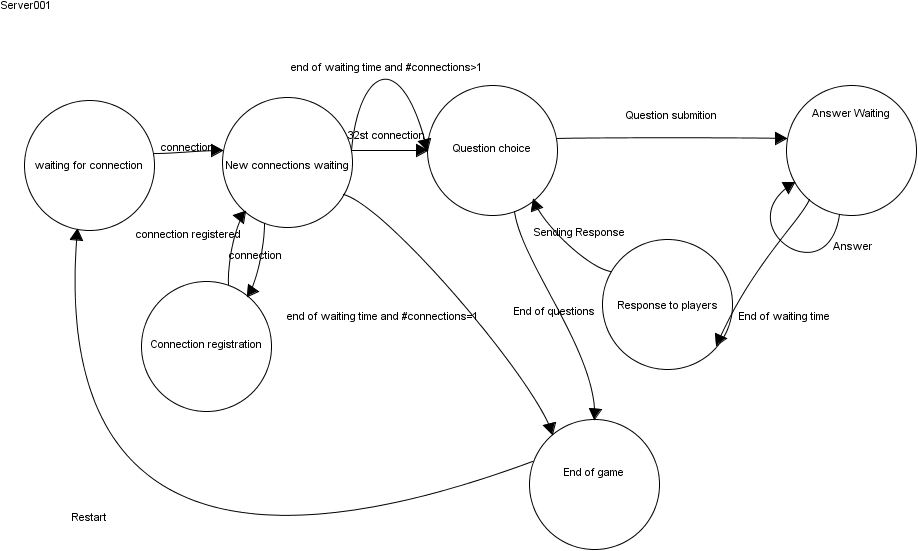 Server001
end of waiting time and #connections>1
Question submition
Answer Waiting
32st connection
connection
Question choice
waiting for connection
New connections waiting
connection registered
Sending Response
Answer
connection
Response to players
End of questions
end of waiting time and #connections=1
End of waiting time
Connection registration
End of game
Restart